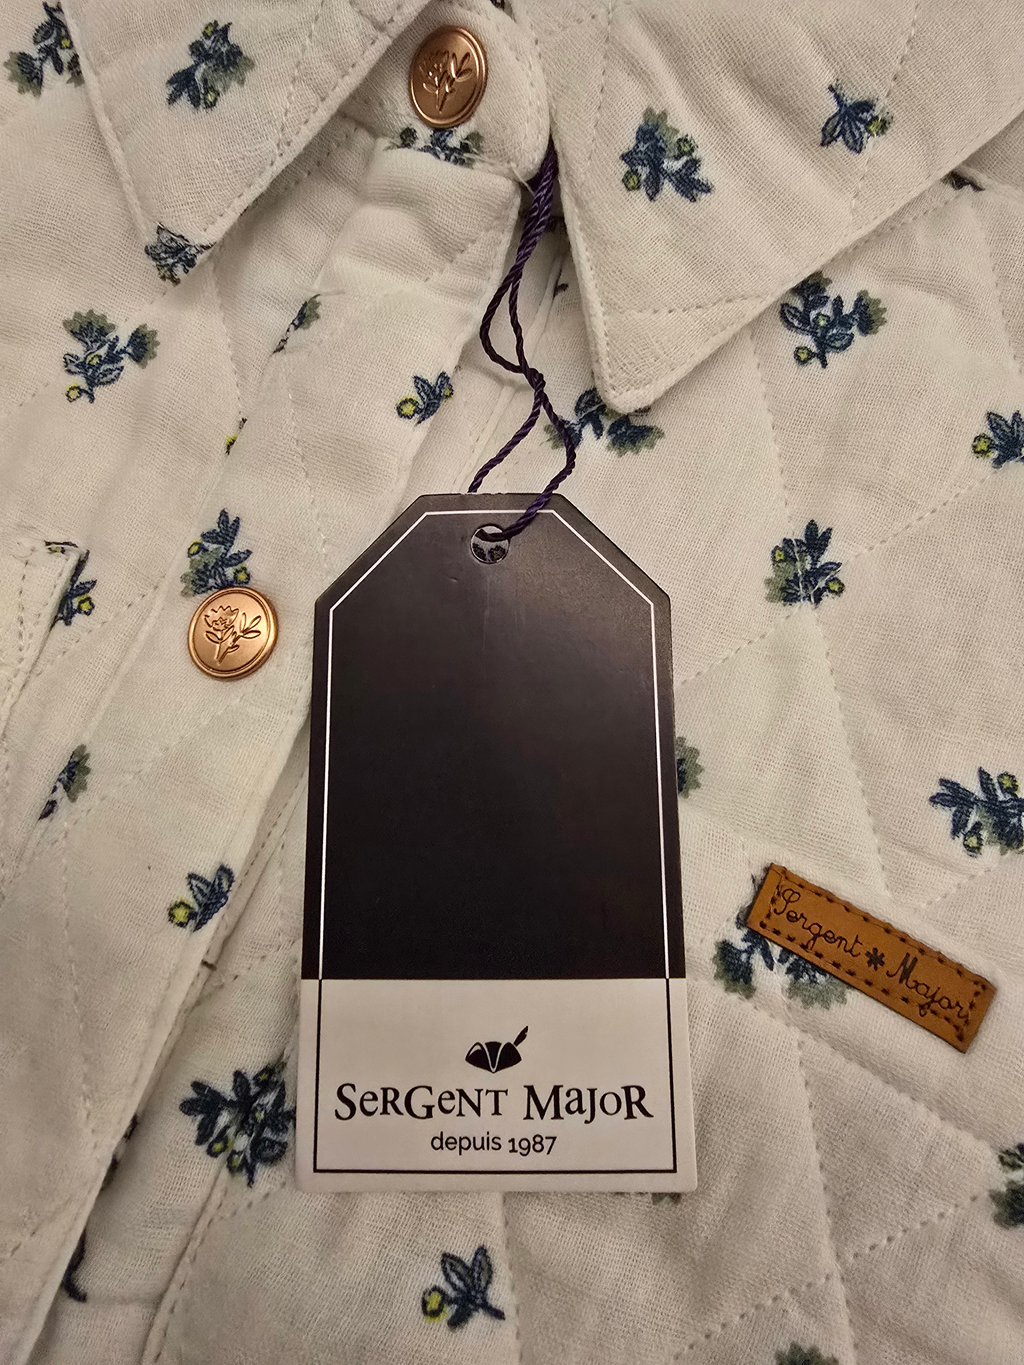 Sergent * Major
SeRGeNT MajoR
depuis 1987